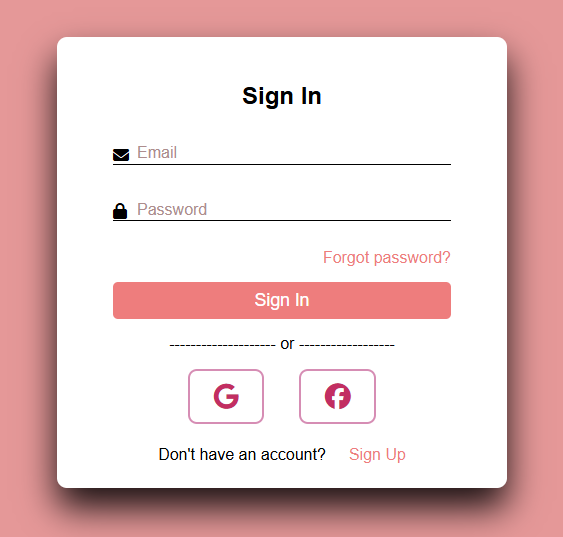 Sign In
Email
Password
Forgot password?
Sign In
-------------------- or ------------------
G
Don't have an account? Sign Up